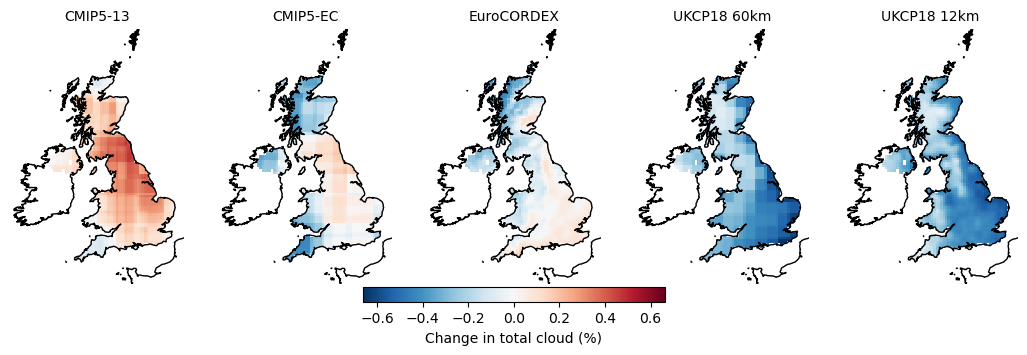 CMIP5-13 CMIP5-EC EuroCORDEX UKCP18 60km UKCP18 12km
−0.6 −0.4 −0.2 0.0 0.2 0.4 0.6
Change in total cloud (%)